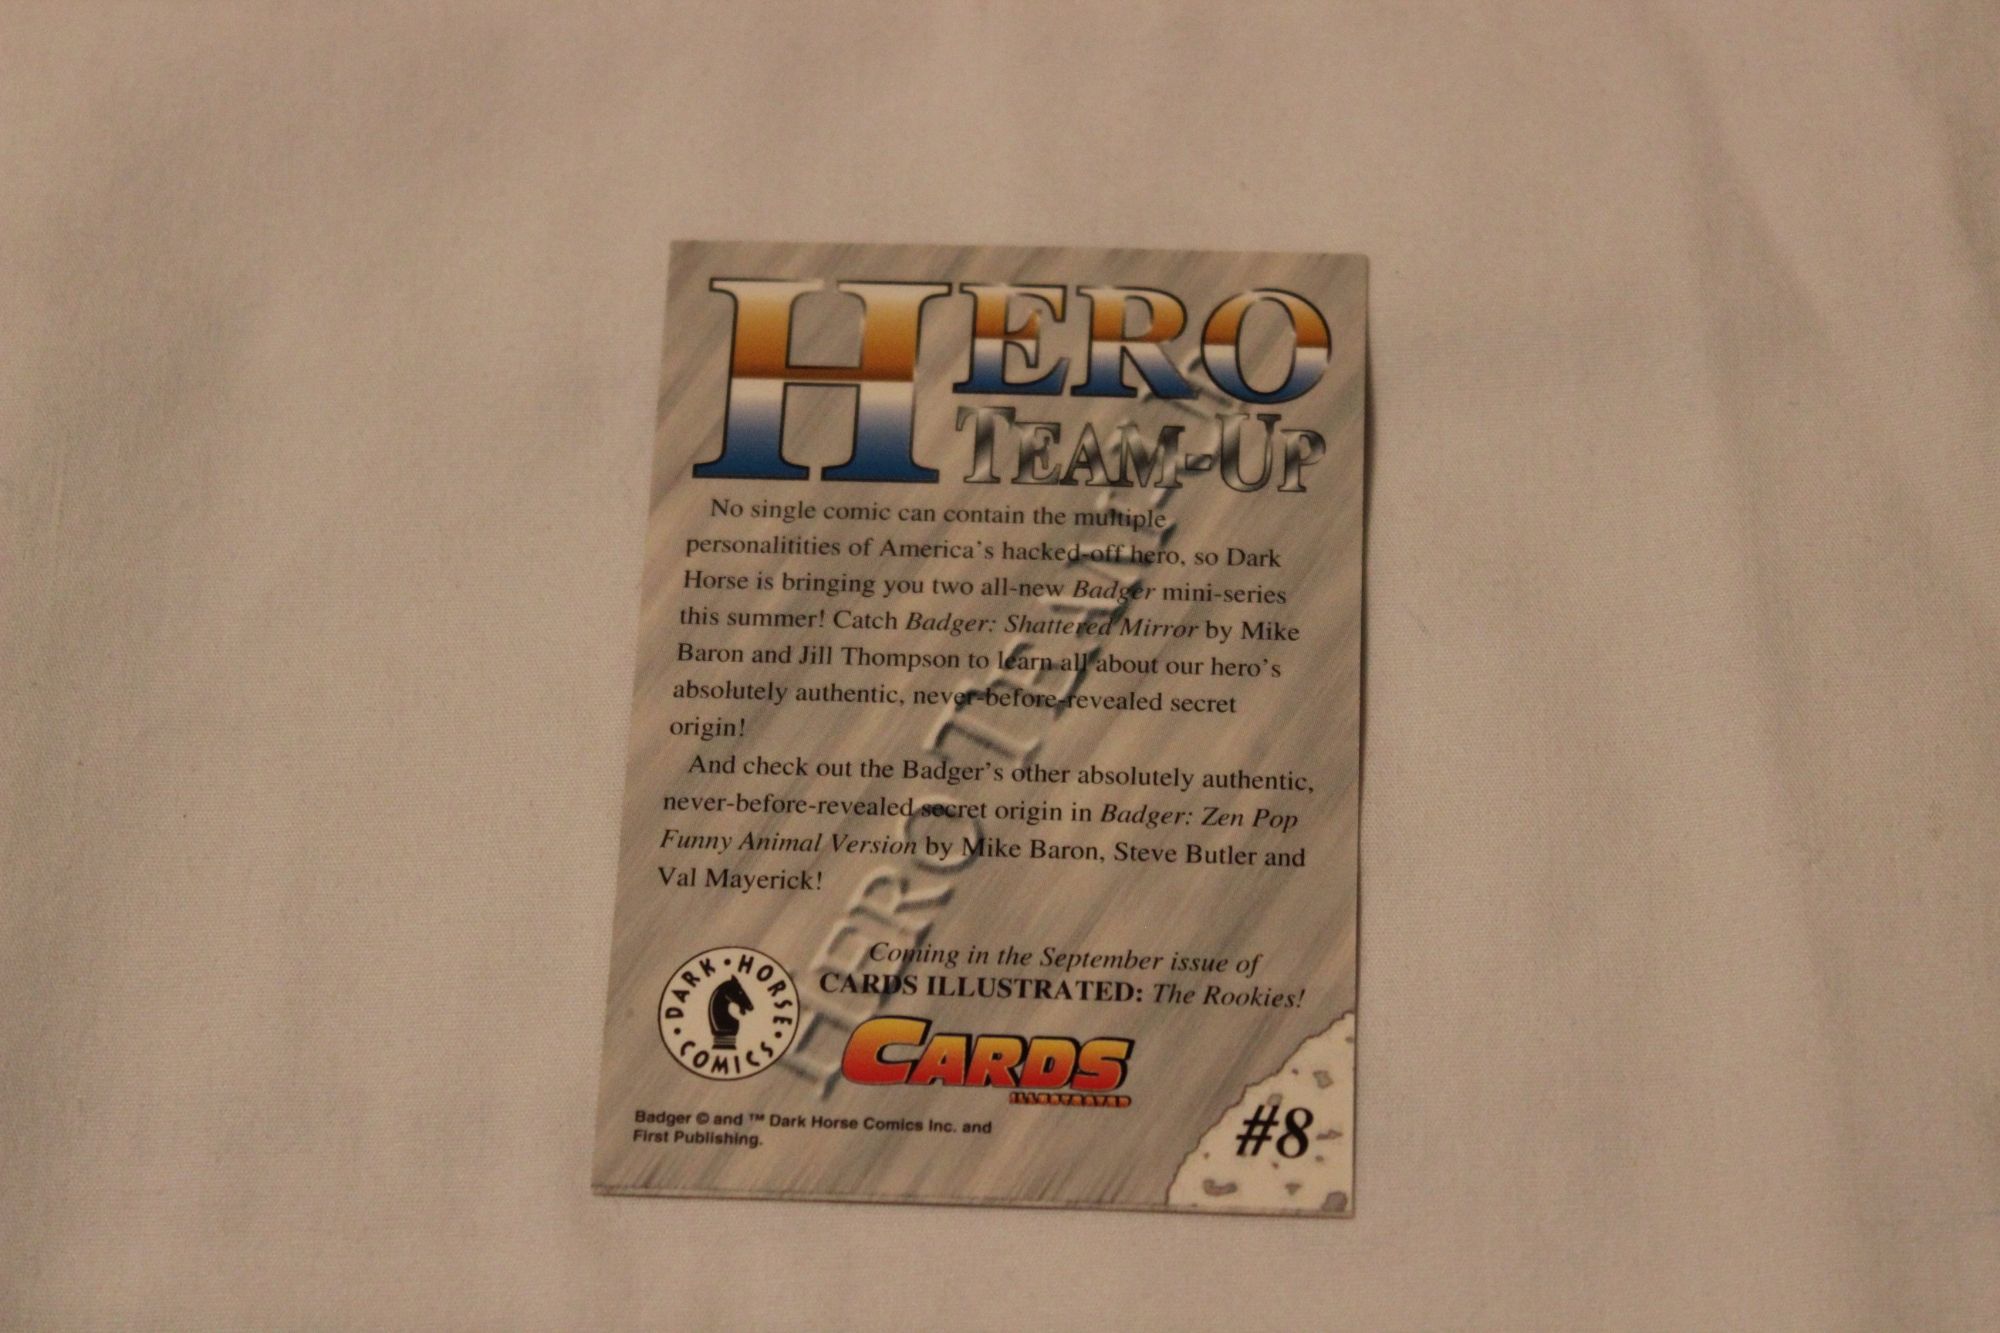 HERO
TEAM-UP
No single comic can contain the multiple
personalitities of America's hacked-off hero, so Dark
Horse is bringing you two all-new Badger mini-series
this summer! Catch Badger: Shattered Mirror by Mike
Baron and Jill Thompson to learn all about our hero's
absolutely authentic, never-before-revealed secret
origin!
And check out the Badger's other absolutely authentic,
never-before-revealed secret origin in Badger: Zen Pop
Funny Animal Version by Mike Baron, Steve Butler and
Val Mayerick!
Coming in the September issue of
CARDS ILLUSTRATED: The Rookies!
DARK • HORSE • COMICS •
CARDS
ILLUSTRATED
Badger © and ™ Dark Horse Comics Inc. and
First Publishing.
#8
HERO TEAM-UP